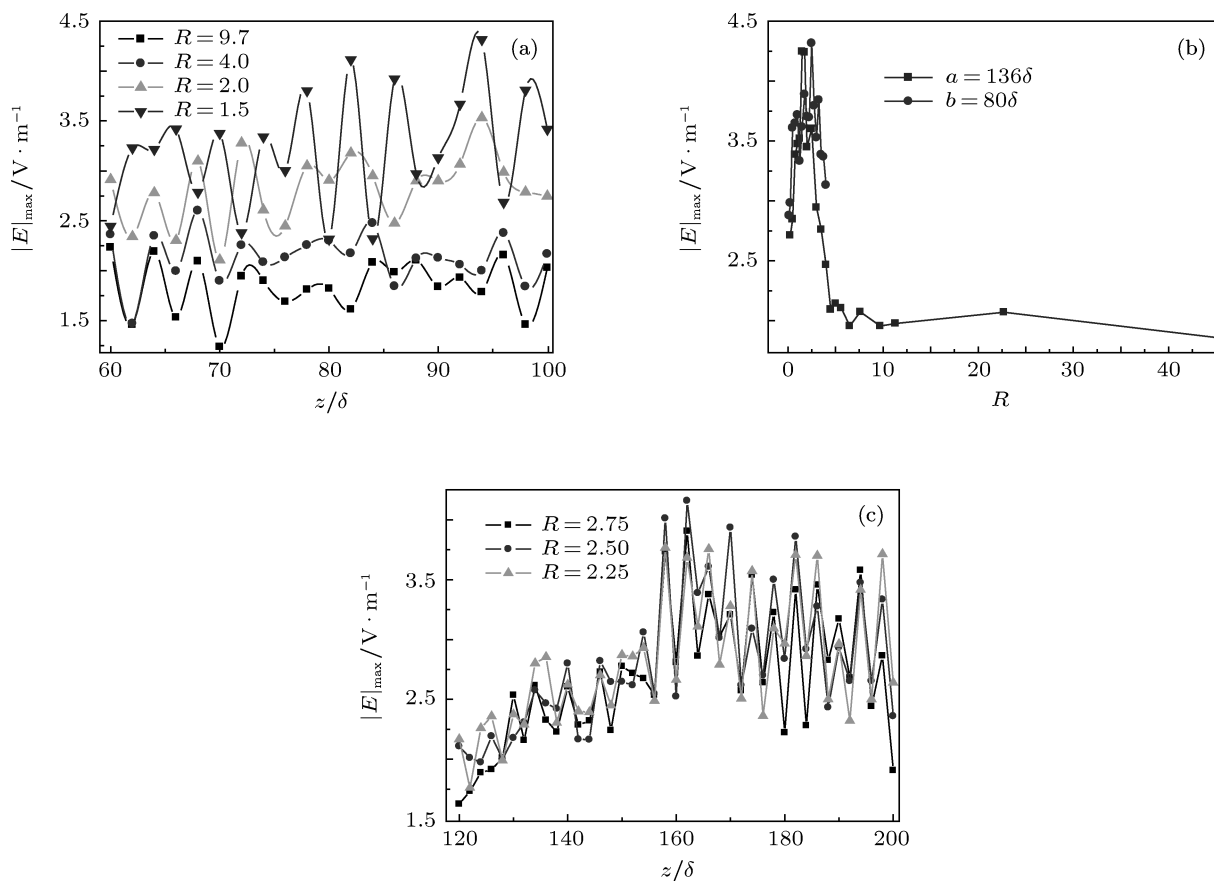 (a)
R = 9.7
R = 4.0
R = 2.0
R = 1.5
|E|max/V · m⁻¹
4.5
3.5
2.5
1.5
60 70 80 90 100
z/δ
(b)
a = 136δ
b = 80δ
|E|max/V · m⁻¹
4.5
3.5
2.5
0 10 20 30 40
R
(c)
R = 2.75
R = 2.50
R = 2.25
|E|max/V · m⁻¹
3.5
2.5
1.5
120 140 160 180 200
z/δ